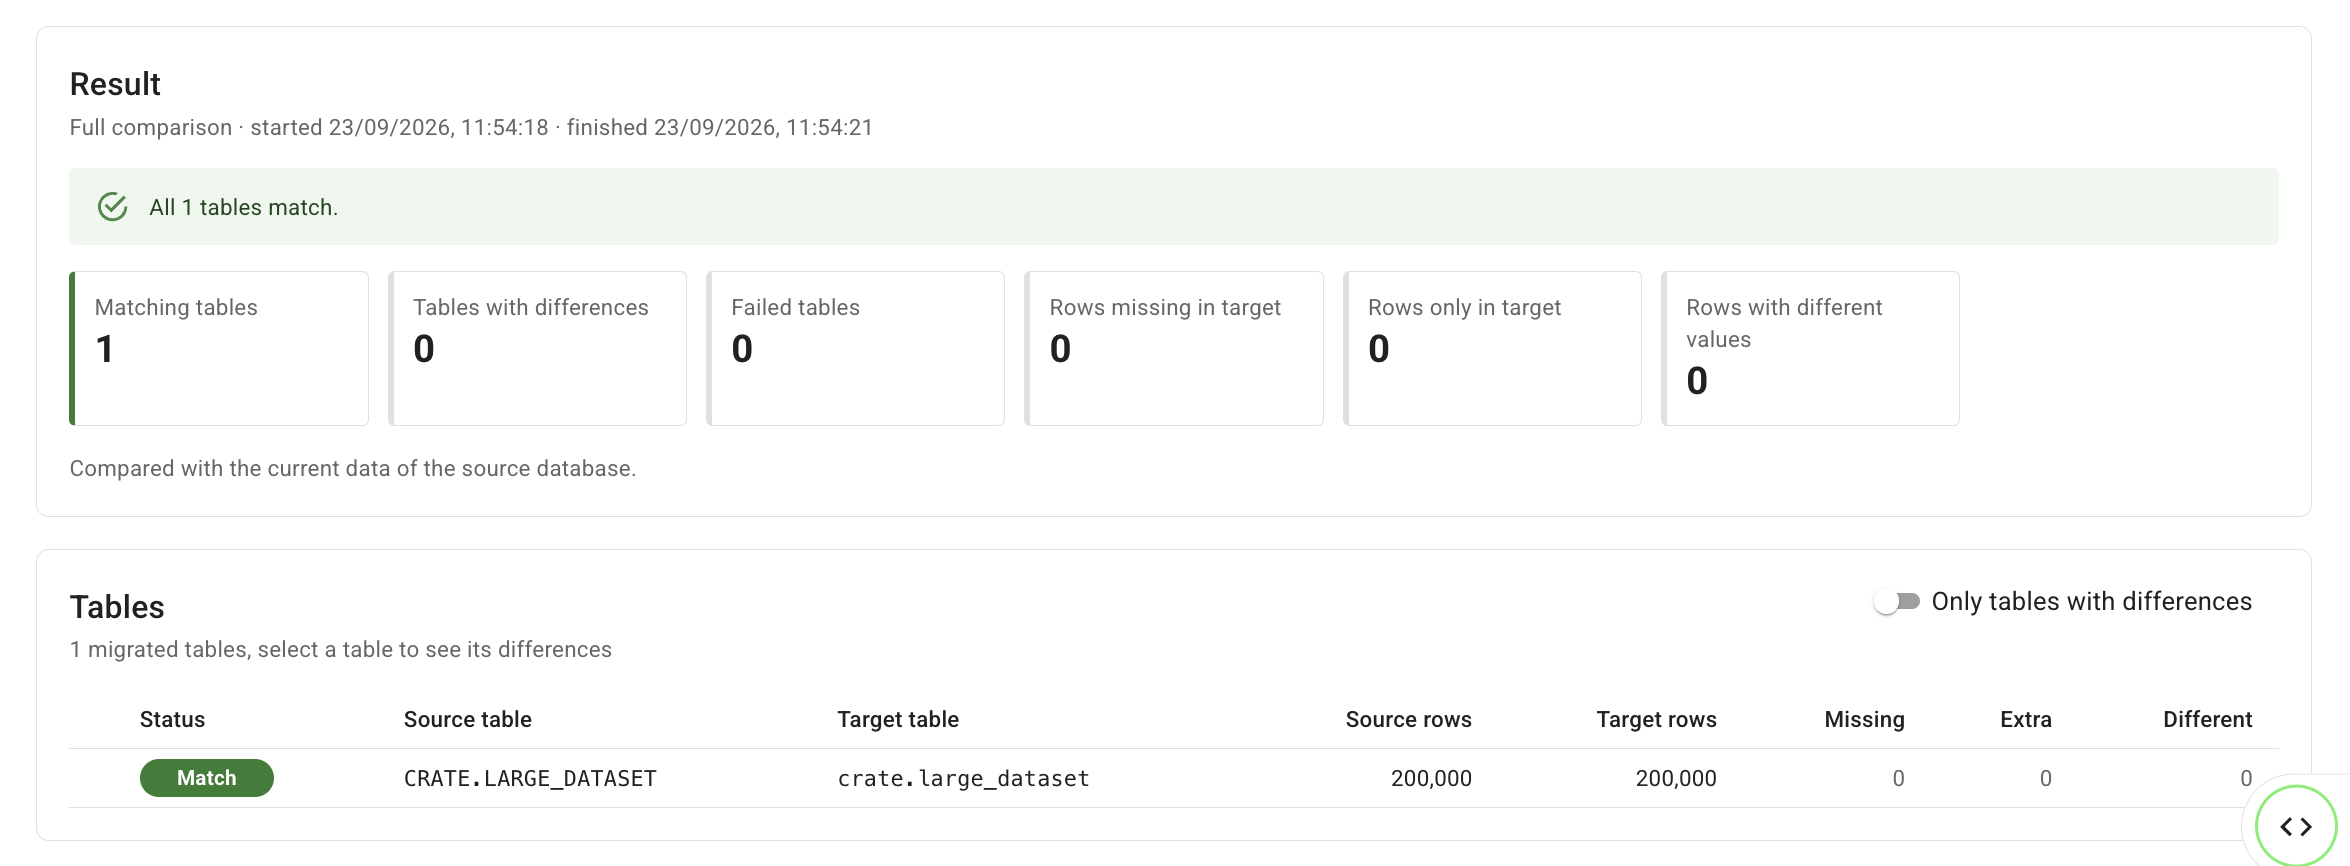 Result
Full comparison · started 23/09/2026, 11:54:18 · finished 23/09/2026, 11:54:21
All 1 tables match.
Matching tables
1
Tables with differences
0
Failed tables
0
Rows missing in target
0
Rows only in target
0
Rows with different
values
0
Compared with the current data of the source database.
Tables
Only tables with differences
1 migrated tables, select a table to see its differences
Status Source table Target table Source rows Target rows Missing Extra Different
Match CRATE.LARGE_DATASET crate.large_dataset 200,000 200,000 0 0 0